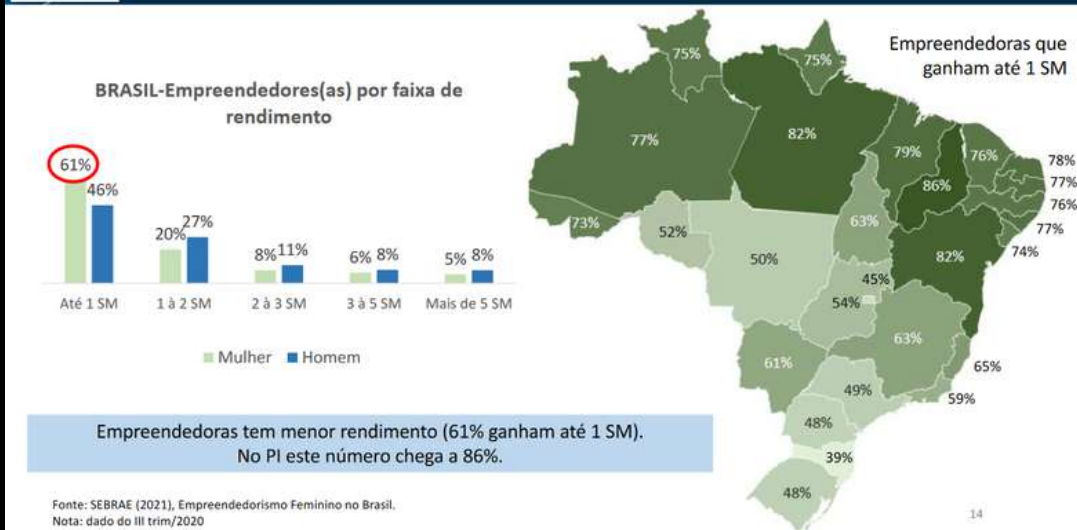 BRASIL-Empreendedores(as) por faixa de
rendimento
61%
46%
20%
27%
8%
11%
6%
8%
5%
8%
Até 1 SM
1 à 2 SM
2 à 3 SM
3 à 5 SM
Mais de 5 SM
Mulher
Homem
Empreendedoras tem menor rendimento (61% ganham até 1 SM).
No PI este número chega a 86%.
Fonte: SEBRAE (2021), Empreendedorismo Feminino no Brasil.
Nota: dado do III trim/2020
Empreendedoras que
ganham até 1 SM
75%
75%
77%
82%
79%
76%
78%
77%
76%
77%
74%
86%
73%
52%
63%
82%
50%
45%
54%
63%
65%
61%
59%
49%
48%
39%
48%
14